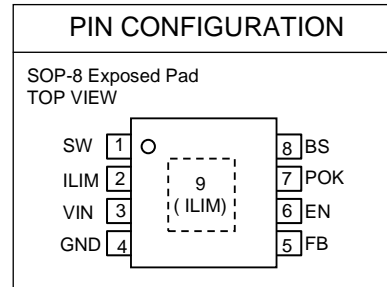 PIN CONFIGURATION
SOP-8 Exposed Pad
TOP VIEW
SW 1 8 BS
ILIM 2 9 7 POK
VIN 3 ( ILIM) 6 EN
GND 4 5 FB